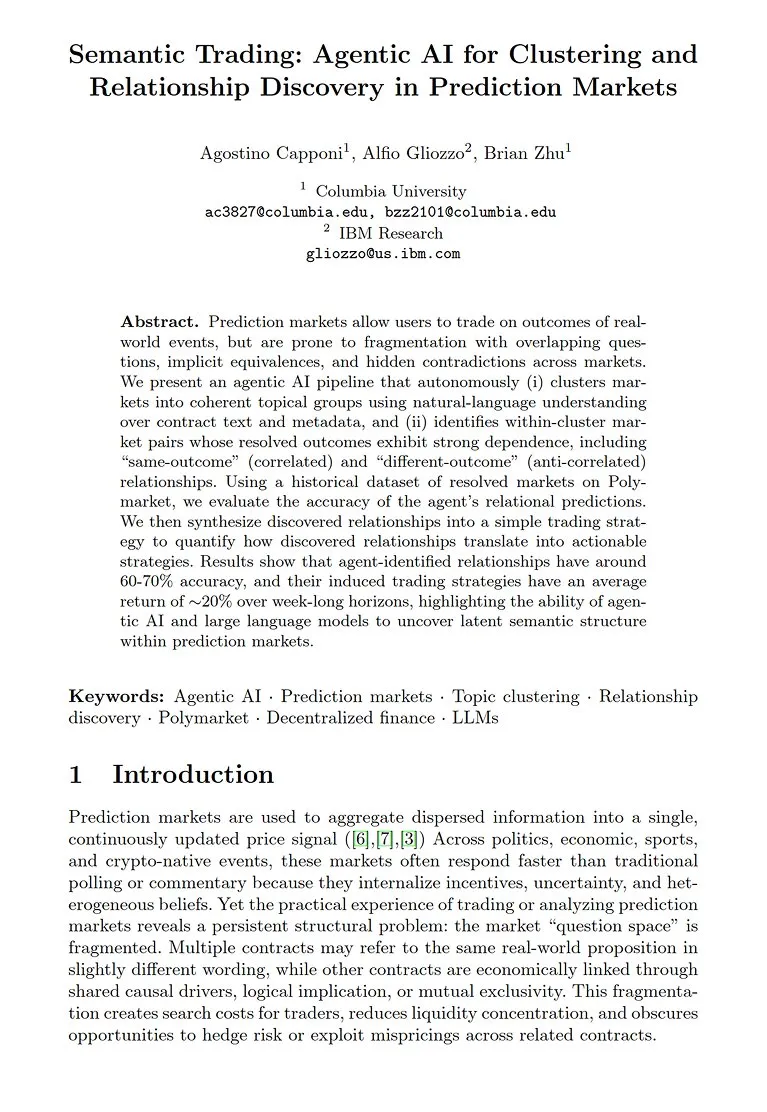 Semantic Trading: Agentic AI for Clustering and
Relationship Discovery in Prediction Markets
Agostino Capponi1, Alfio Gliozzo2, Brian Zhu1
1 Columbia University
ac3827@columbia.edu, bzz2101@columbia.edu
2 IBM Research
gliozzo@us.ibm.com
Abstract. Prediction markets allow users to trade on outcomes of real-
world events, but are prone to fragmentation with overlapping ques-
tions, implicit equivalences, and hidden contradictions across markets.
We present an agentic AI pipeline that autonomously (i) clusters mar-
kets into coherent topical groups using natural-language understanding
over contract text and metadata, and (ii) identifies within-cluster mar-
ket pairs whose resolved outcomes exhibit strong dependence, including
“same-outcome” (correlated) and “different-outcome” (anti-correlated)
relationships. Using a historical dataset of resolved markets on Poly-
market, we evaluate the accuracy of the agent’s relational predictions.
We then synthesize discovered relationships into a simple trading strat-
egy to quantify how discovered relationships translate into actionable
strategies. Results show that agent-identified relationships have around
60-70% accuracy, and their induced trading strategies have an average
return of ∼20% over week-long horizons, highlighting the ability of agen-
tic AI and large language models to uncover latent semantic structure
within prediction markets.
Keywords: Agentic AI · Prediction markets · Topic clustering · Relationship
discovery · Polymarket · Decentralized finance · LLMs
1 Introduction
Prediction markets are used to aggregate dispersed information into a single,
continuously updated price signal ([6],[7],[3]) Across politics, economic, sports,
and crypto-native events, these markets often respond faster than traditional
polling or commentary because they internalize incentives, uncertainty, and het-
erogeneous beliefs. Yet the practical experience of trading or analyzing prediction
markets reveals a persistent structural problem: the market “question space” is
fragmented. Multiple contracts may refer to the same real-world proposition in
slightly different wording, while other contracts are economically linked through
shared causal drivers, logical implication, or mutual exclusivity. This fragmenta-
tion creates search costs for traders, reduces liquidity concentration, and obscures
opportunities to hedge risk or exploit mispricings across related contracts.